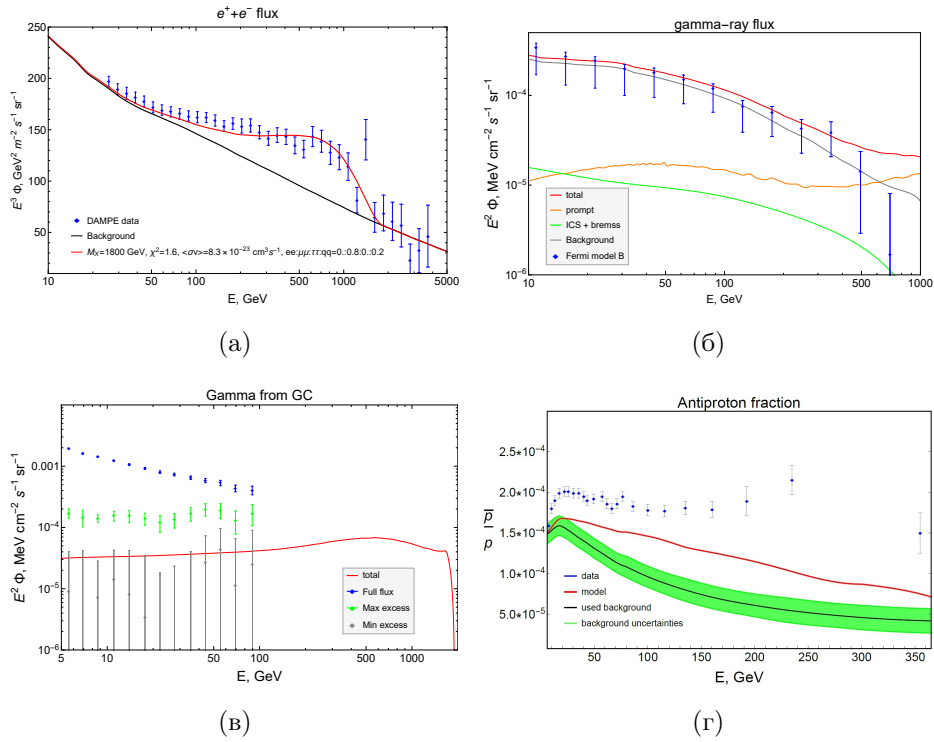 e⁺+e⁻ flux
E³ Φ, GeV² m⁻² s⁻¹ sr⁻¹
250
200
150
100
50
DAMPE data
Background
Mₓ=1800 GeV, χ²=1.6, <σv>=8.3×10⁻²³ cm³s⁻¹, ee:μμ:ττ:qq=0.:0.8:0.:0.2
10
50
100
500
1000
5000
E, GeV
(а)
gamma-ray flux
E² Φ, MeV cm⁻² s⁻¹ sr⁻¹
10⁻⁴
10⁻⁵
10⁻⁶
total
prompt
ICS + bremss
Background
Fermi model B
10
50
100
500
1000
E, GeV
(б)
Gamma from GC
E² Φ, MeV cm⁻² s⁻¹ sr⁻¹
0.001
10⁻⁴
10⁻⁵
10⁻⁶
total
Full flux
Max excess
Min excess
5
10
50
100
500
1000
E, GeV
(в)
Antiproton fraction
p̅
p
2.5*10⁻⁴
2.0*10⁻⁴
1.5*10⁻⁴
1.0*10⁻⁴
5.0*10⁻⁵
data
model
used background
background uncertainties
50
100
150
200
250
300
350
E, GeV
(г)